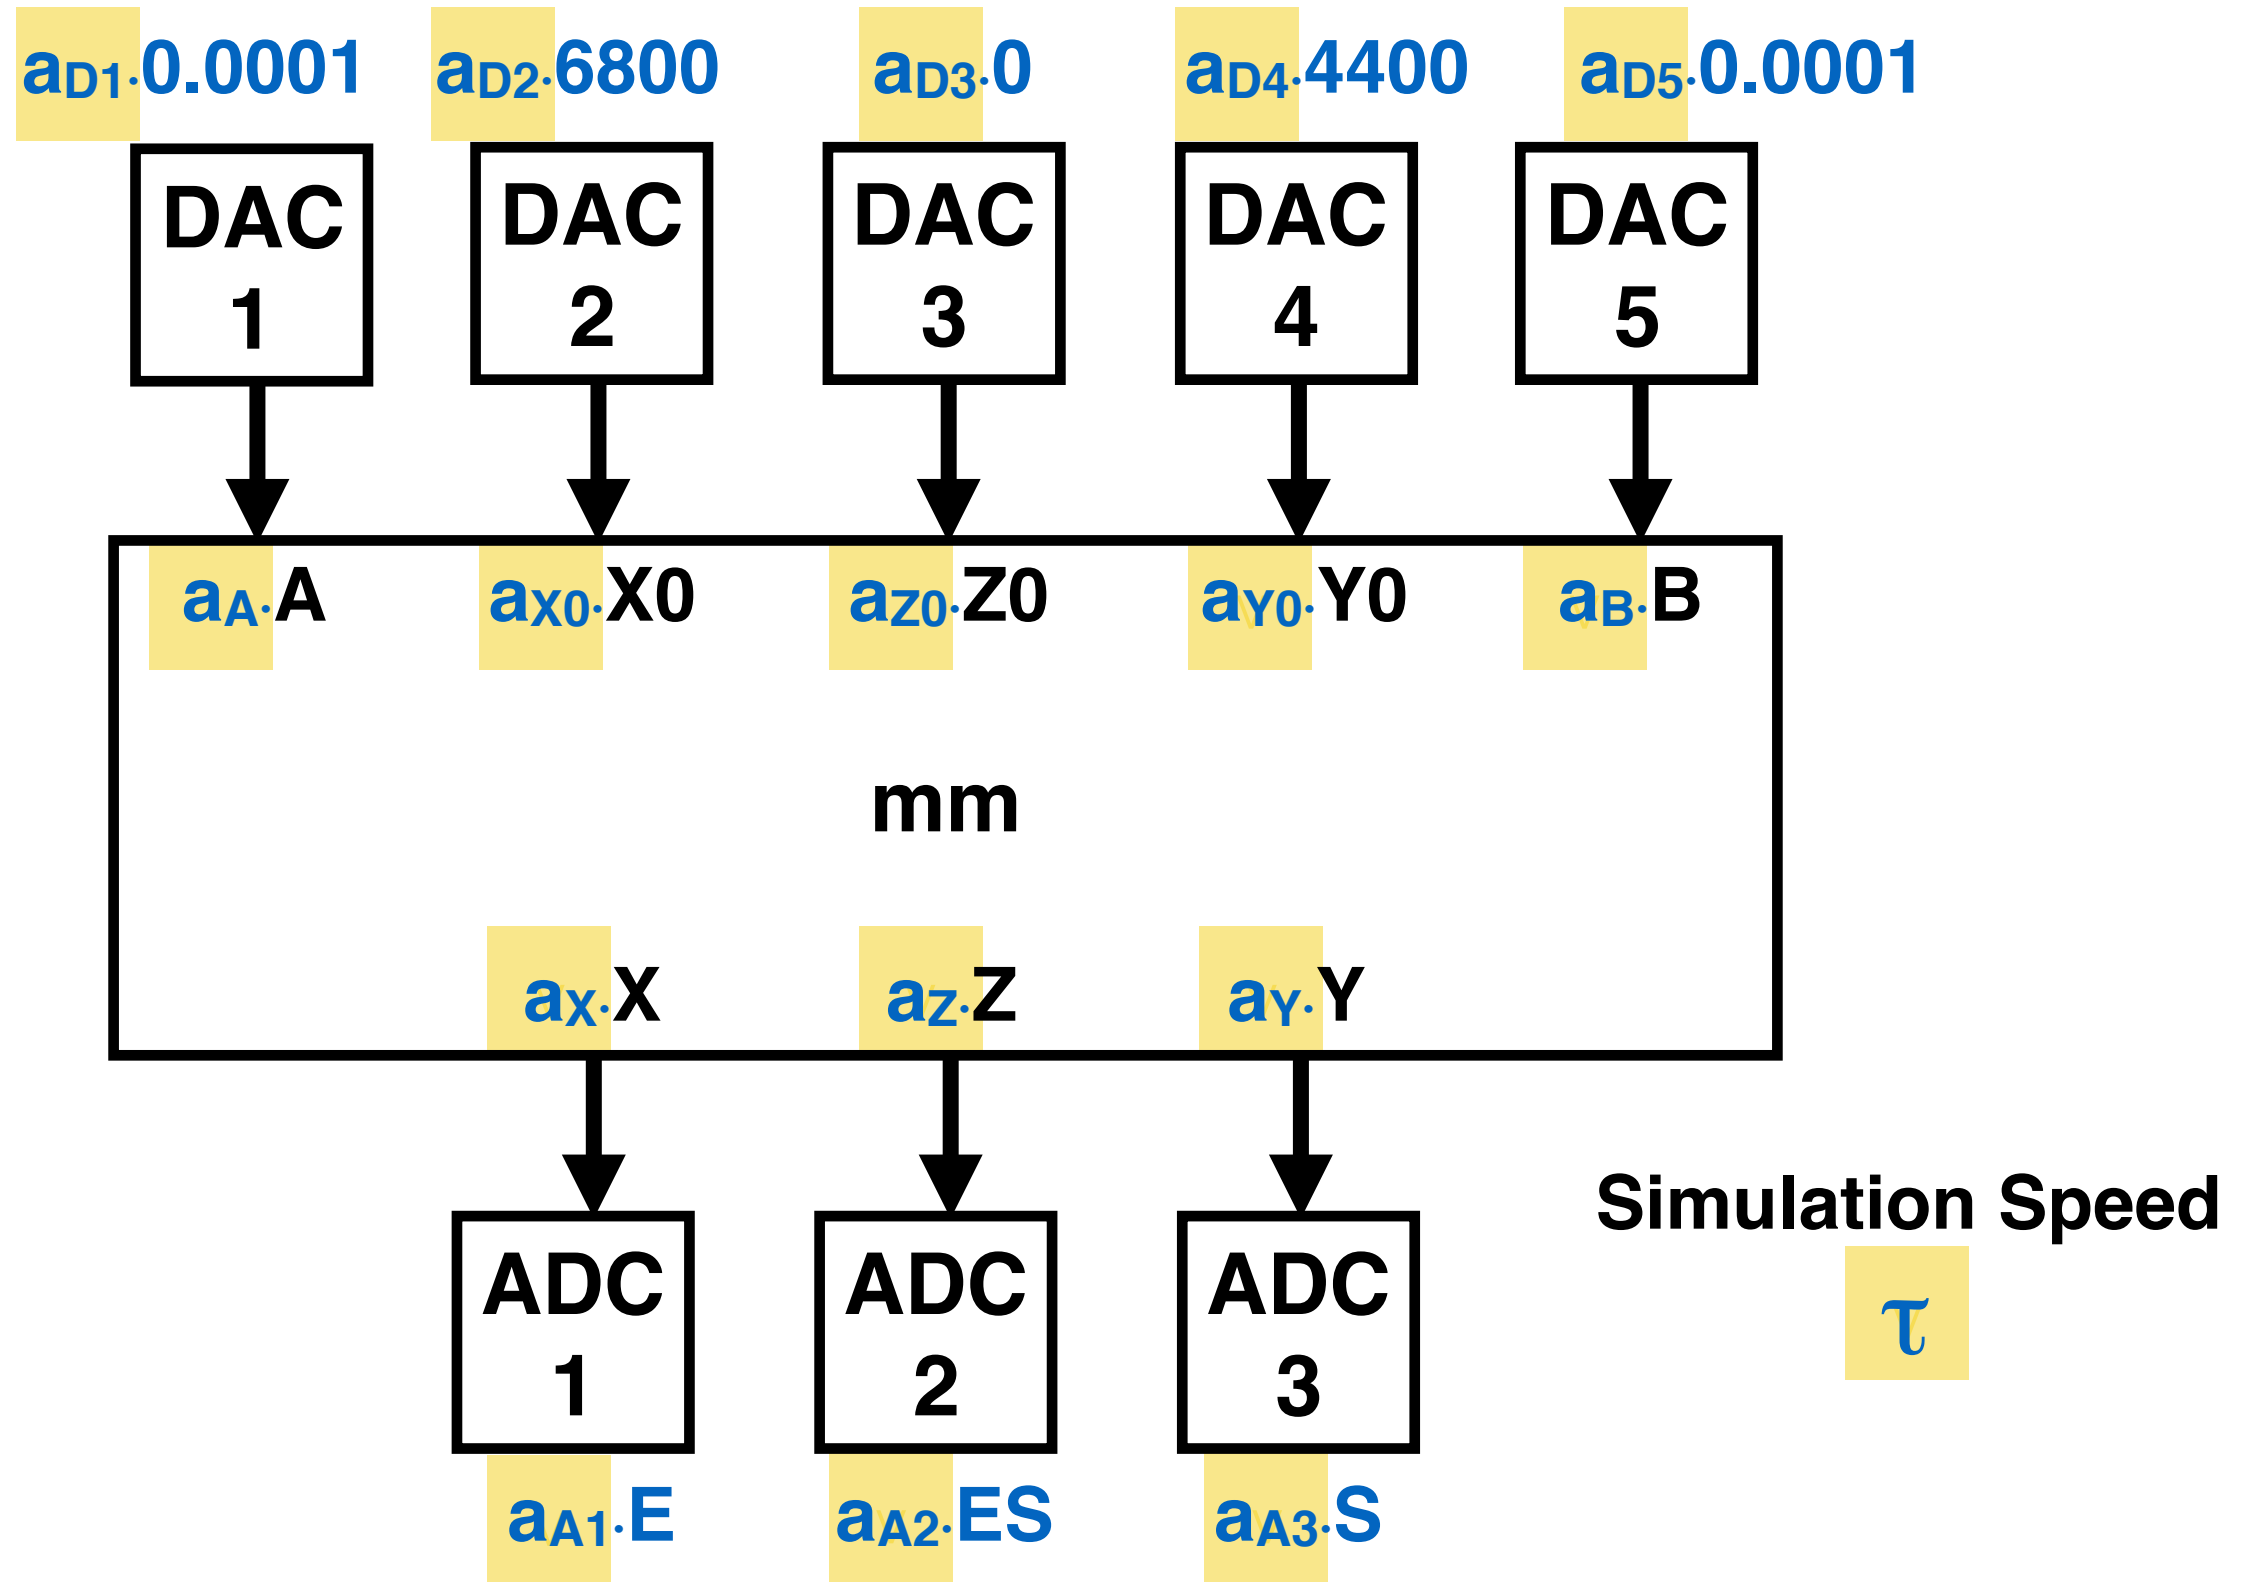 aD1·0.0001 aD2·6800 aD3·0 aD4·4400 aD5·0.0001
DAC DAC DAC DAC DAC
1 2 3 4 5
aA·A aX0·X0 aZ0·Z0 aY0·Y0 aB·B
mm
aX·X aZ·Z aY·Y
Simulation Speed
τ
ADC ADC ADC
1 2 3
aA1·E aA2·ES aA3·S